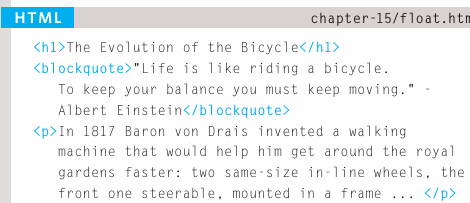 HTML
chapter-15/float.htm
<h1>The Evolution of the Bicycle</h1>
<blockquote>"Life is like riding a bicycle.
To keep your balance you must keep moving." -
Albert Einstein</blockquote>
<p>In 1817 Baron von Drais invented a walking
machine that would help him get around the royal
gardens faster: two same-size in-line wheels, the
front one steerable, mounted in a frame ... </p>